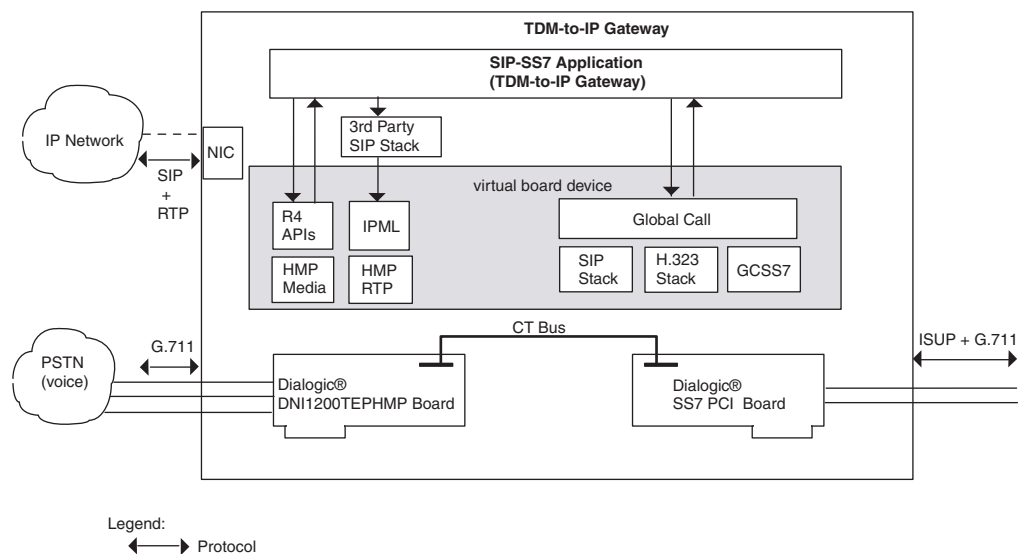 TDM-to-IP Gateway
SIP-SS7 Application
(TDM-to-IP Gateway)
IP Network
NIC
3rd Party
SIP Stack
SIP
+
RTP
virtual board device
R4
APIs
IPML
Global Call
HMP
Media
HMP
RTP
SIP
Stack
H.323
Stack
GCSS7
CT Bus
G.711
ISUP + G.711
PSTN
(voice)
Dialogic®
DNI1200TEPHMP Board
Dialogic®
SS7 PCI Board
Legend:
Protocol